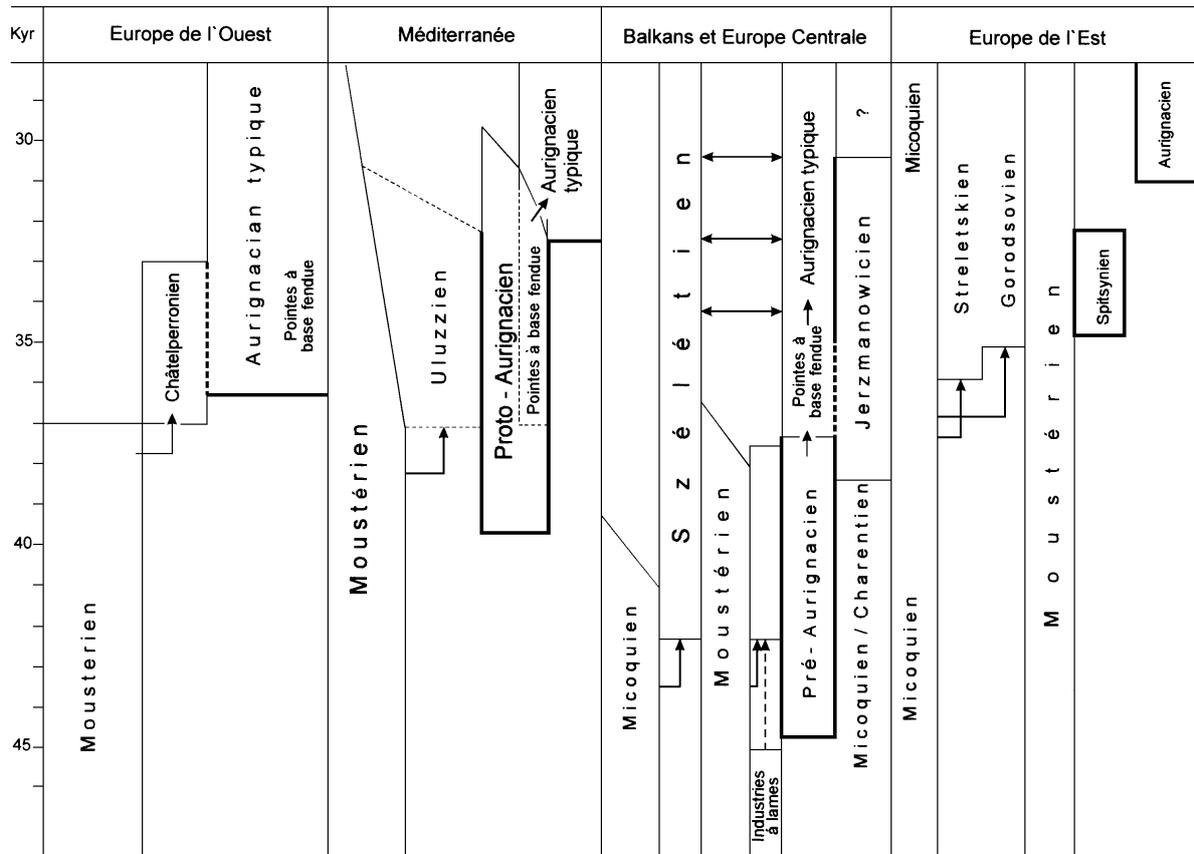 Kyr
Europe de l`Ouest
Méditerranée
Balkans et Europe Centrale
Europe de l`Est
30
35
40
45
Mousterien
Châtelperronien
Aurignacian typique
Pointes à
base fendue
Moustérien
Uluzzien
Proto - Aurignacien
Pointes à base fendue
Aurignacien
typique
Micoquien
Szélétien
Moustérien
Industries
á lames
Pré - Aurignacien
Pointes à
base fendue
Aurignacien typique
?
Jerzmanowicien
Micoquien / Charentien
Micoquien
Micoquien
Streletskien
Gorodsovien
Moustérien
Spitsynien
Aurignacien